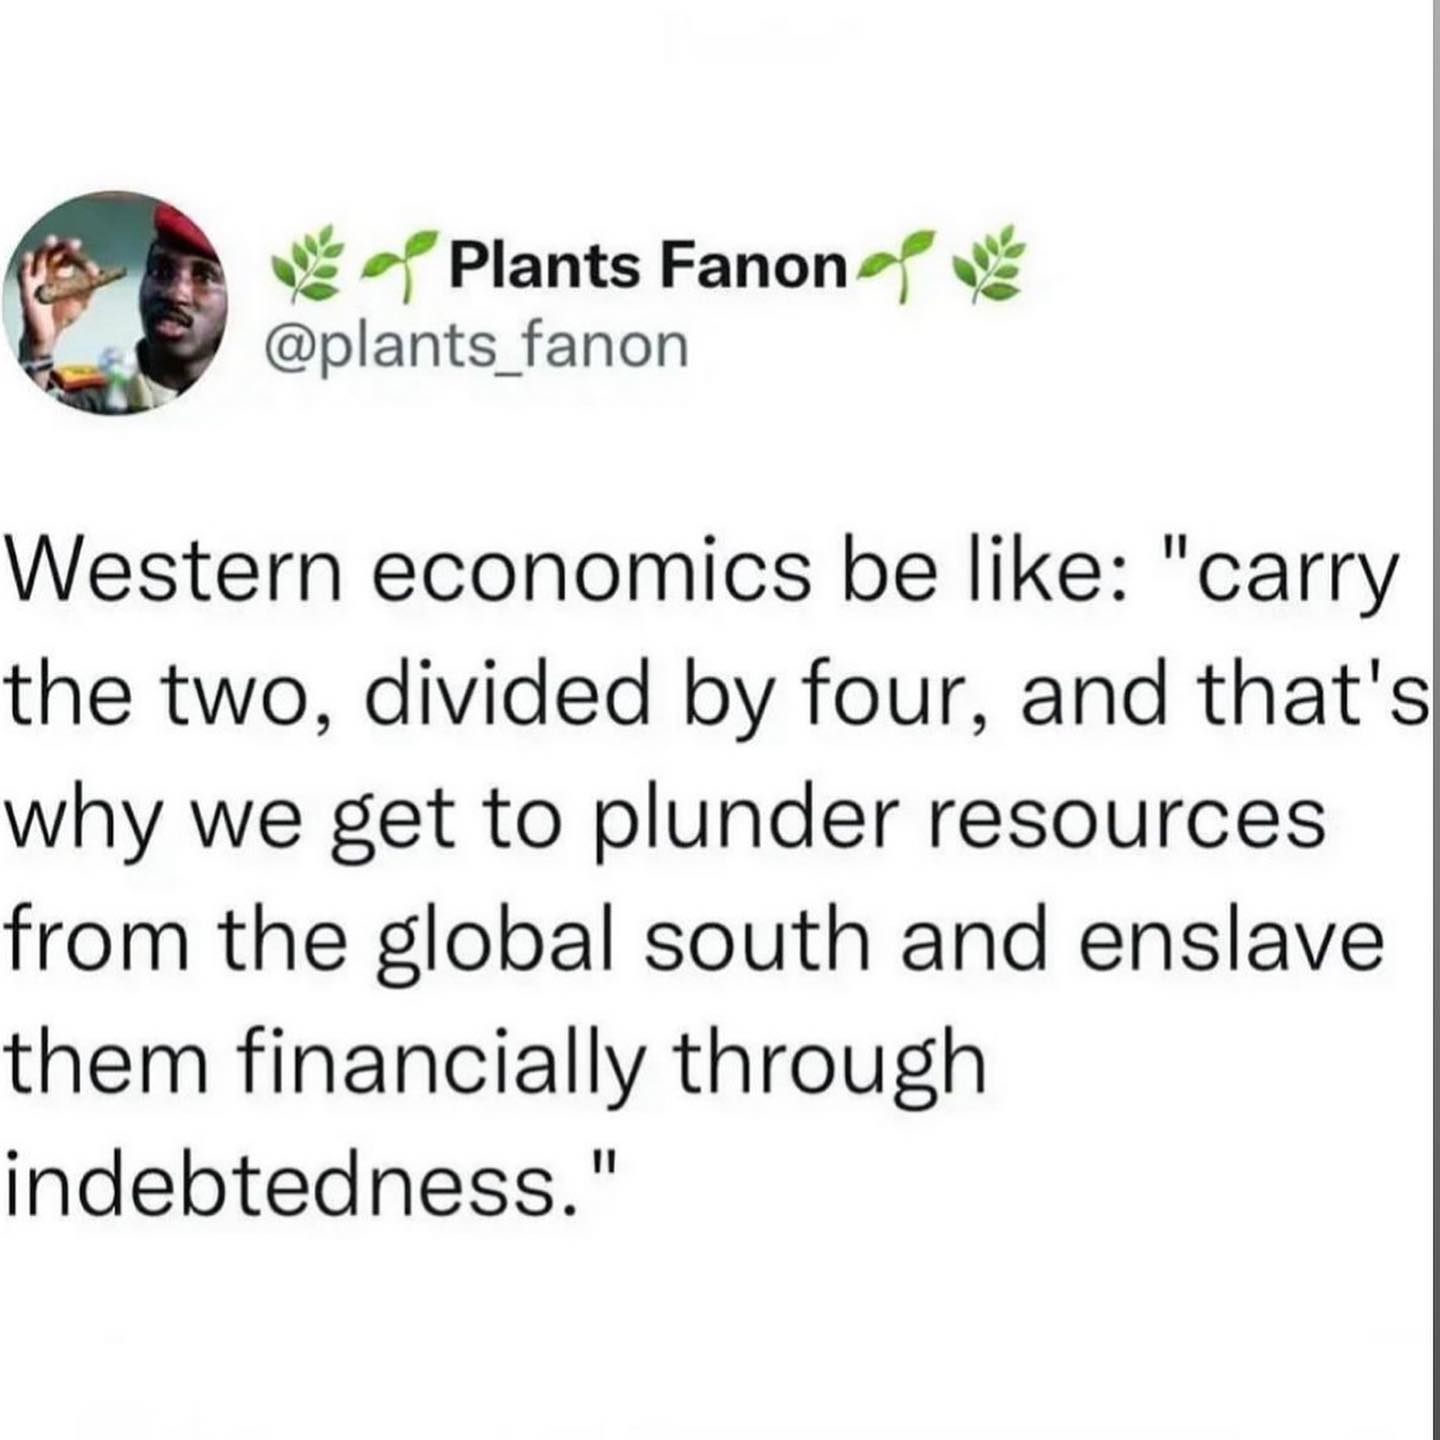 🌿🌱Plants Fanon🌱🌿
@plants_fanon
Western economics be like: "carry
the two, divided by four, and that's
why we get to plunder resources
from the global south and enslave
them financially through
indebtedness."